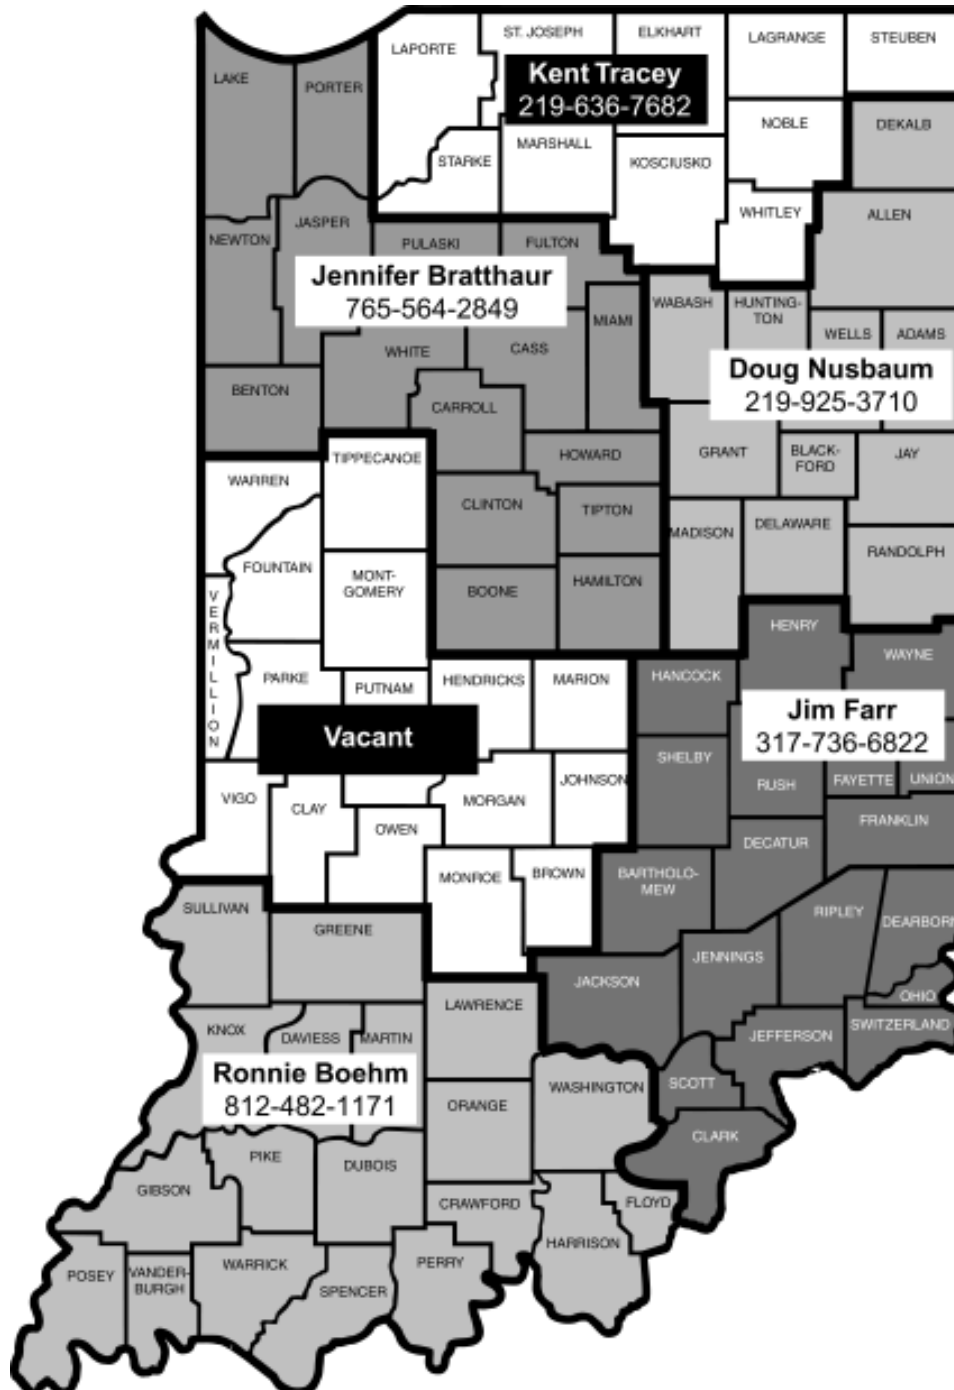 ST. JOSEPH
ELKHART
LAGRANGE
STEUBEN
LAPORTE
LAKE
PORTER
Kent Tracey
219-636-7682
NOBLE
DEKALB
MARSHALL
STARKE
KOSCIUSKO
WHITLEY
ALLEN
JASPER
NEWTON
PULASKI
FULTON
Jennifer Bratthaur
765-564-2849
WABASH
HUNTING-
TON
MIAMI
WELLS
ADAMS
WHITE
CASS
Doug Nusbaum
219-925-3710
BENTON
CARROLL
TIPPECANOE
HOWARD
GRANT
BLACK-
FORD
JAY
WARREN
CLINTON
TIPTON
MADISON
DELAWARE
RANDOLPH
FOUNTAIN
MONT-
GOMERY
BOONE
HAMILTON
VERMILLION
HENRY
WAYNE
PARKE
PUTNAM
HENDRICKS
MARION
HANCOCK
Jim Farr
317-736-6822
Vacant
SHELBY
RUSH
FAYETTE
UNION
VIGO
CLAY
MORGAN
JOHNSON
OWEN
FRANKLIN
DECATUR
MONROE
BROWN
BARTHOLO-
MEW
SULLIVAN
GREENE
RIPLEY
DEARBORN
JENNINGS
JACKSON
OHIO
LAWRENCE
KNOX
DAVIESS
MARTIN
JEFFERSON
SWITZERLAND
Ronnie Boehm
812-482-1171
WASHINGTON
SCOTT
ORANGE
CLARK
PIKE
DUBOIS
GIBSON
CRAWFORD
FLOYD
HARRISON
POSEY
VANDER-
BURGH
WARRICK
SPENCER
PERRY